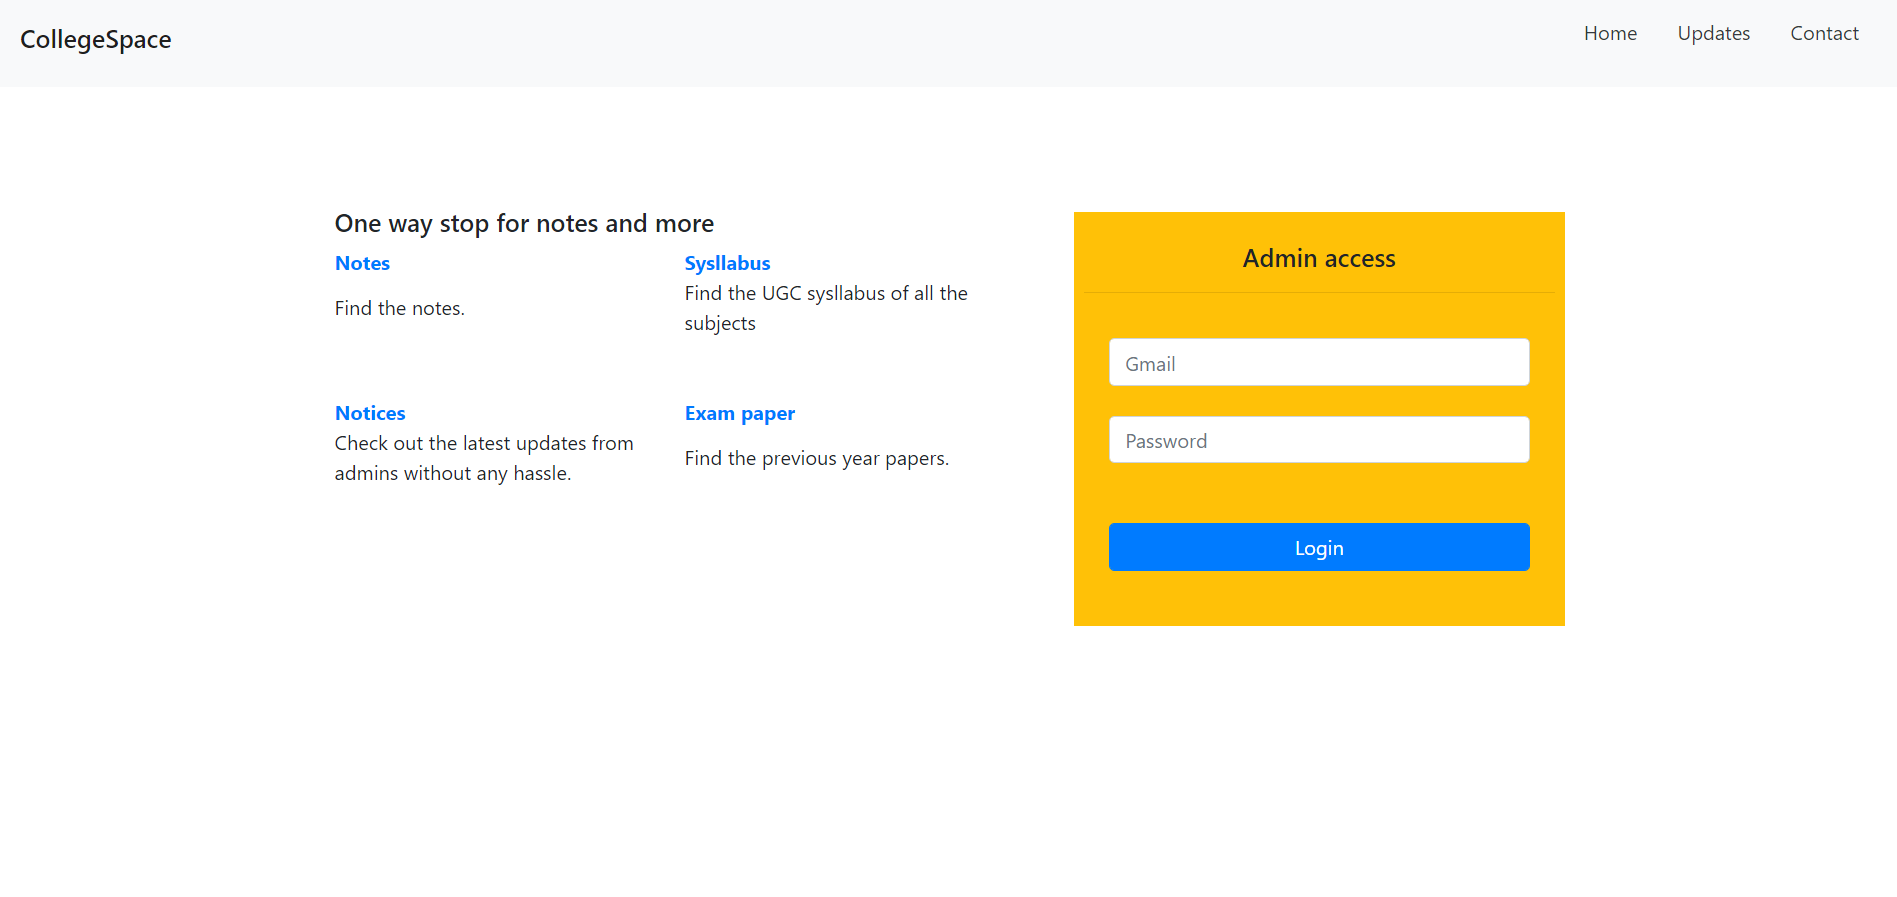 CollegeSpace
Home
Updates
Contact
One way stop for notes and more
Notes
Find the notes.
Sysllabus
Find the UGC sysllabus of all the
subjects
Notices
Check out the latest updates from
admins without any hassle.
Exam paper
Find the previous year papers.
Admin access
Gmail
Password
Login